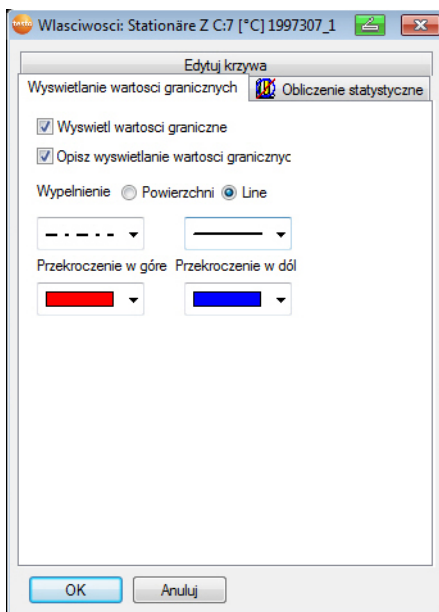 testo Wlasciwosci: Stationäre Z C:7 [°C] 1997307_1
Edytuj krzywa
Wyswietlanie wartosci granicznych Obliczenie statystyczne
Wyswietl wartosci graniczne
Opisz wyswietlanie wartosci granicznyc
Wypelnienie Powierzchni Line
Przekroczenie w góre Przekroczenie w dól
OK Anuluj